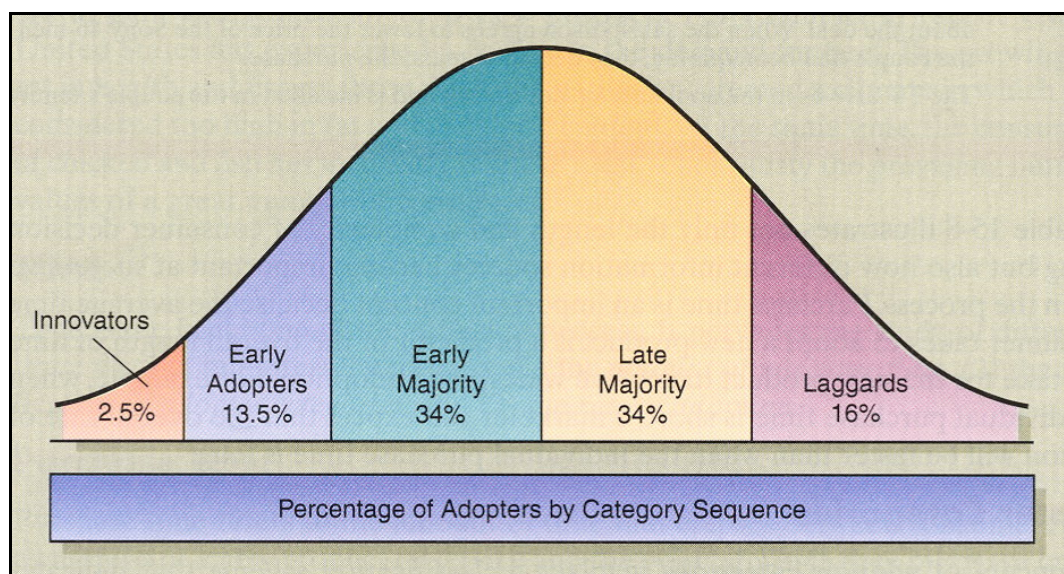 Innovators
2.5%
Early
Adopters
13.5%
Early
Majority
34%
Late
Majority
34%
Laggards
16%
Percentage of Adopters by Category Sequence